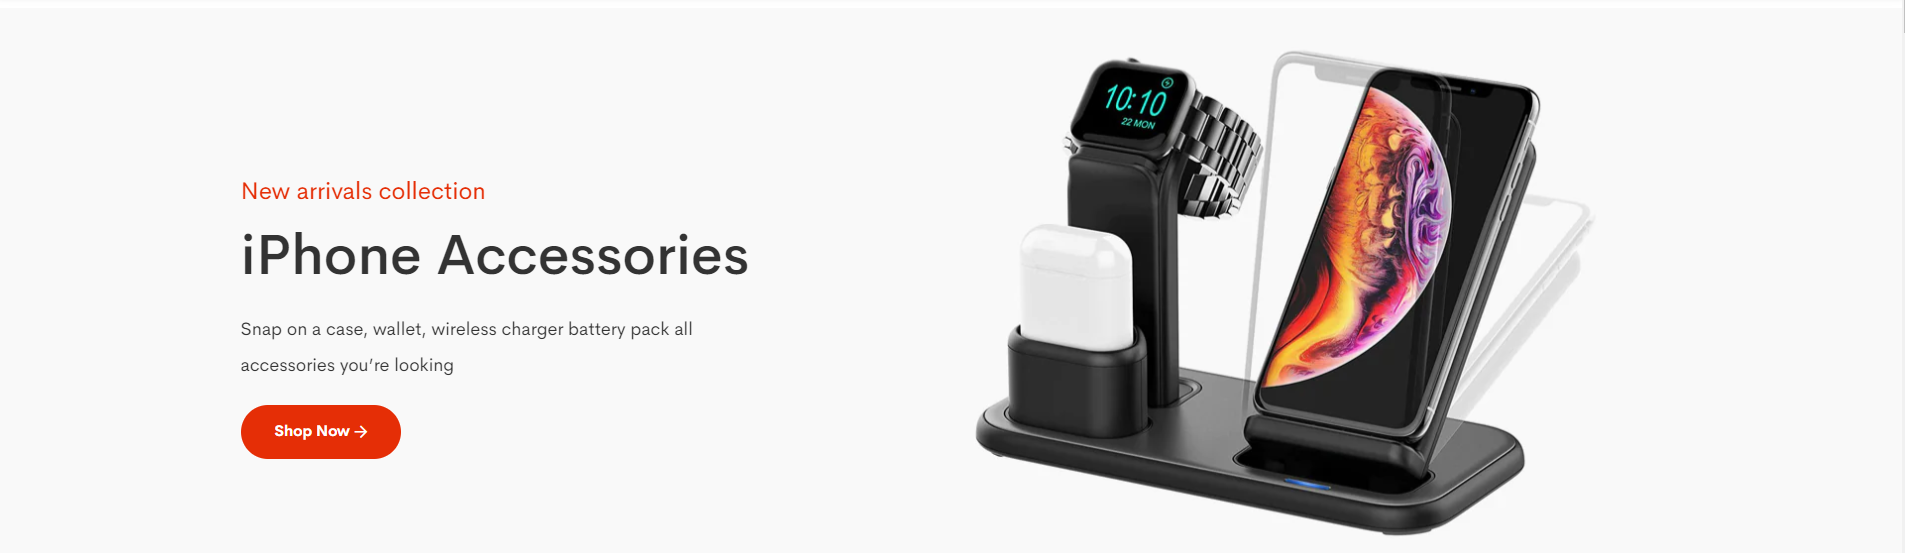 New arrivals collection
iPhone Accessories
Snap on a case, wallet, wireless charger battery pack all
accessories you’re looking
Shop Now →
10:10
22 MON